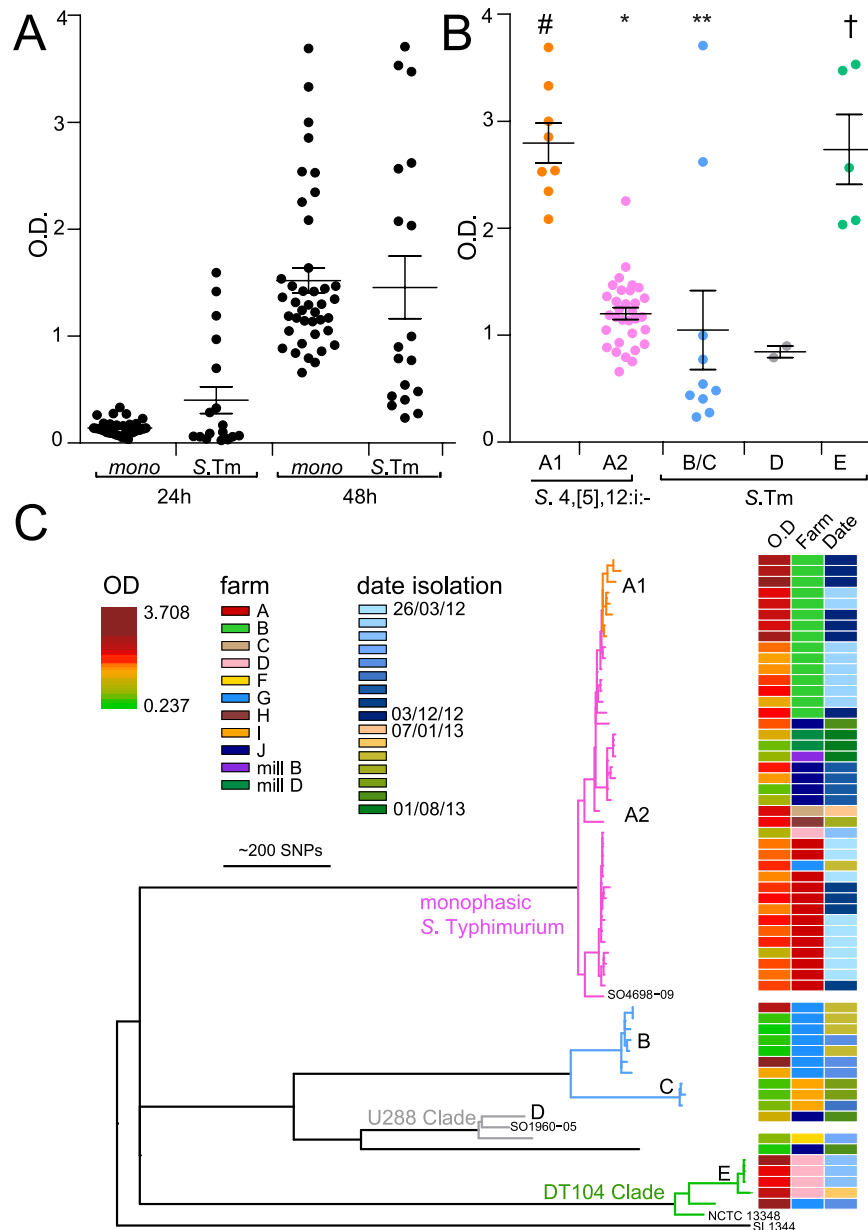 A
4
3
2
1
0
O.D.
mono
S.Tm
mono
S.Tm
24h
48h
B
#
*
**
†
4
3
2
1
0
O.D.
A1
A2
B/C
D
E
S. 4,[5],12:i:-
S.Tm
C
O.D
Farm
Date
OD
3.708
0.237
farm
A
B
C
D
F
G
H
I
J
mill B
mill D
date isolation
26/03/12
03/12/12
07/01/13
01/08/13
A1
A2
~200 SNPs
monophasic
S. Typhimurium
SO4698-09
B
C
U288 Clade
D
SO1960-05
E
DT104 Clade
NCTC 13348
SL1344